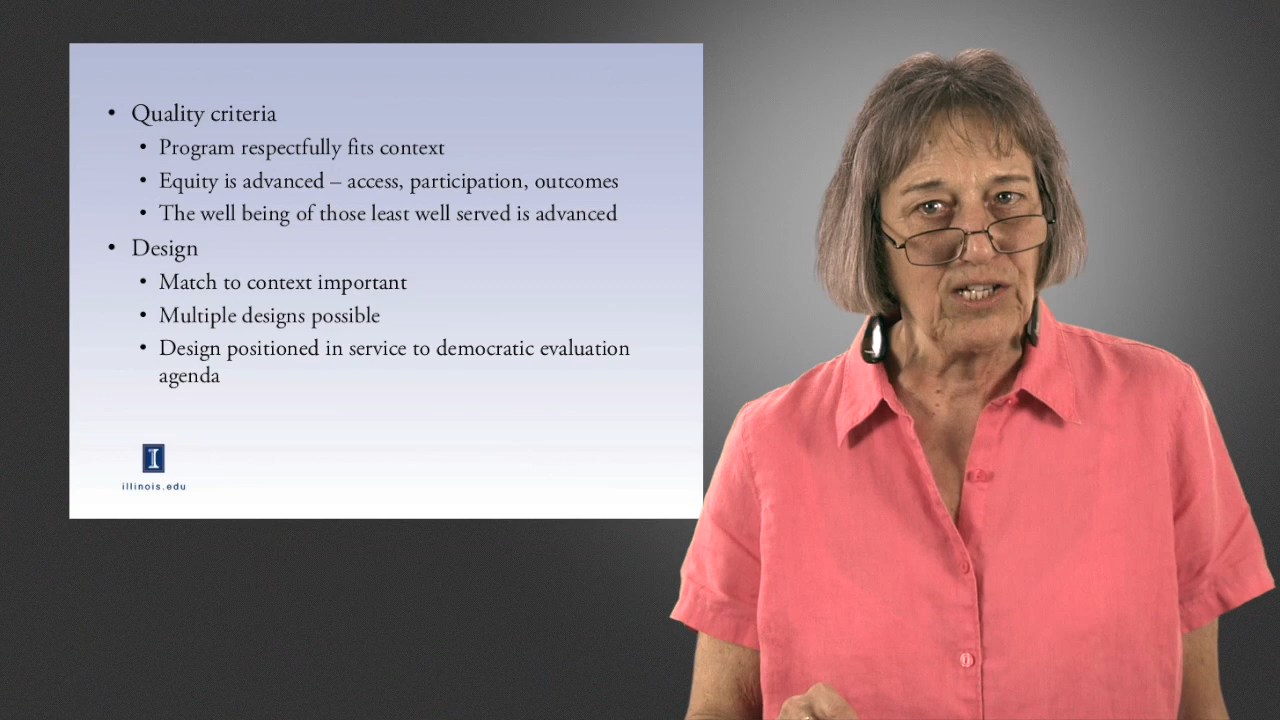 • Quality criteria
• Program respectfully fits context
• Equity is advanced – access, participation, outcomes
• The well being of those least well served is advanced
• Design
• Match to context important
• Multiple designs possible
• Design positioned in service to democratic evaluation
agenda
I
illinois.edu